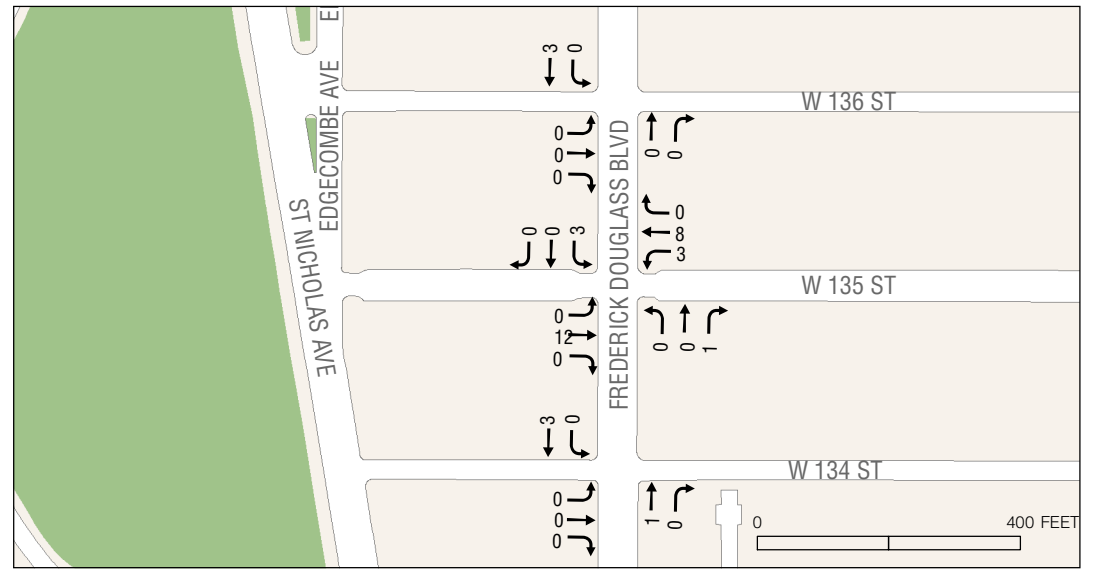 E
3 0
EDGECOMBE AVE
W 136 ST
0
0
0
0 0
FREDERICK DOUGLASS BLVD
ST NICHOLAS AVE
0
8
3
0 0 3
W 135 ST
0
12
0
0 0 1
3 0
W 134 ST
0
0
0
1 0
0 400 FEET